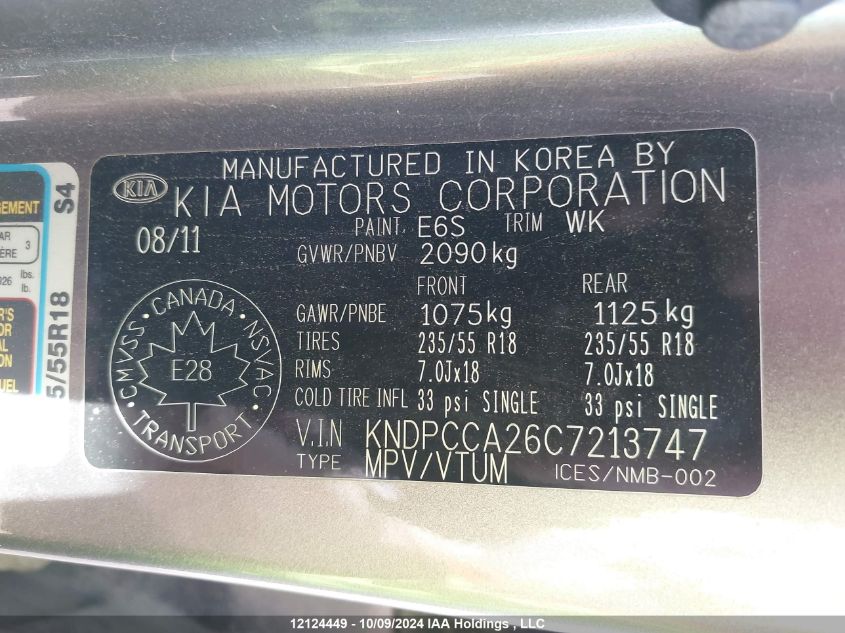 MANUFACTURED IN KOREA BY
KIA KIA MOTORS CORPORATION
08/11 PAINT E6S TRIM WK
GVWR/PNBV 2090kg
FRONT REAR
GAWR/PNBE 1075kg 1125kg
TIRES 235/55 R18 235/55 R18
RIMS 7.0Jx18 7.0Jx18
COLD TIRE INFL 33 psi SINGLE 33 psi SINGLE
V.I.N KNDPCCA26C7213747
TYPE MPV/VTUM ICES/NMB-002
CMVSS · CANADA · NSVAC · TRANSPORT ·
E28
S4
5/55R18
3
lbs.
lb.
12124449 - 10/09/2024 IAA Holdings , LLC